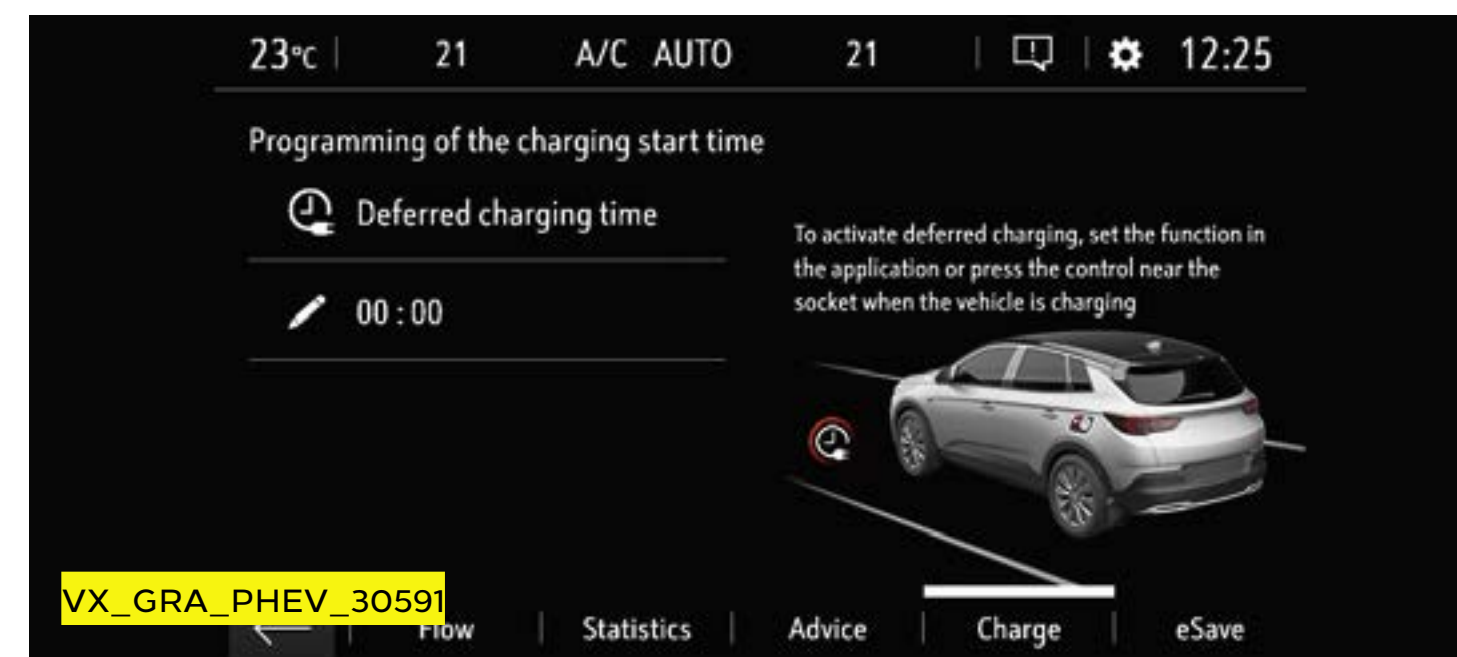 23°C 21 A/C AUTO 21 12:25
Programming of the charging start time
Deferred charging time
00 : 00
To activate deferred charging, set the function in
the application or press the control near the
socket when the vehicle is charging
VX_GRA_PHEV_30591
Flow Statistics Advice Charge eSave